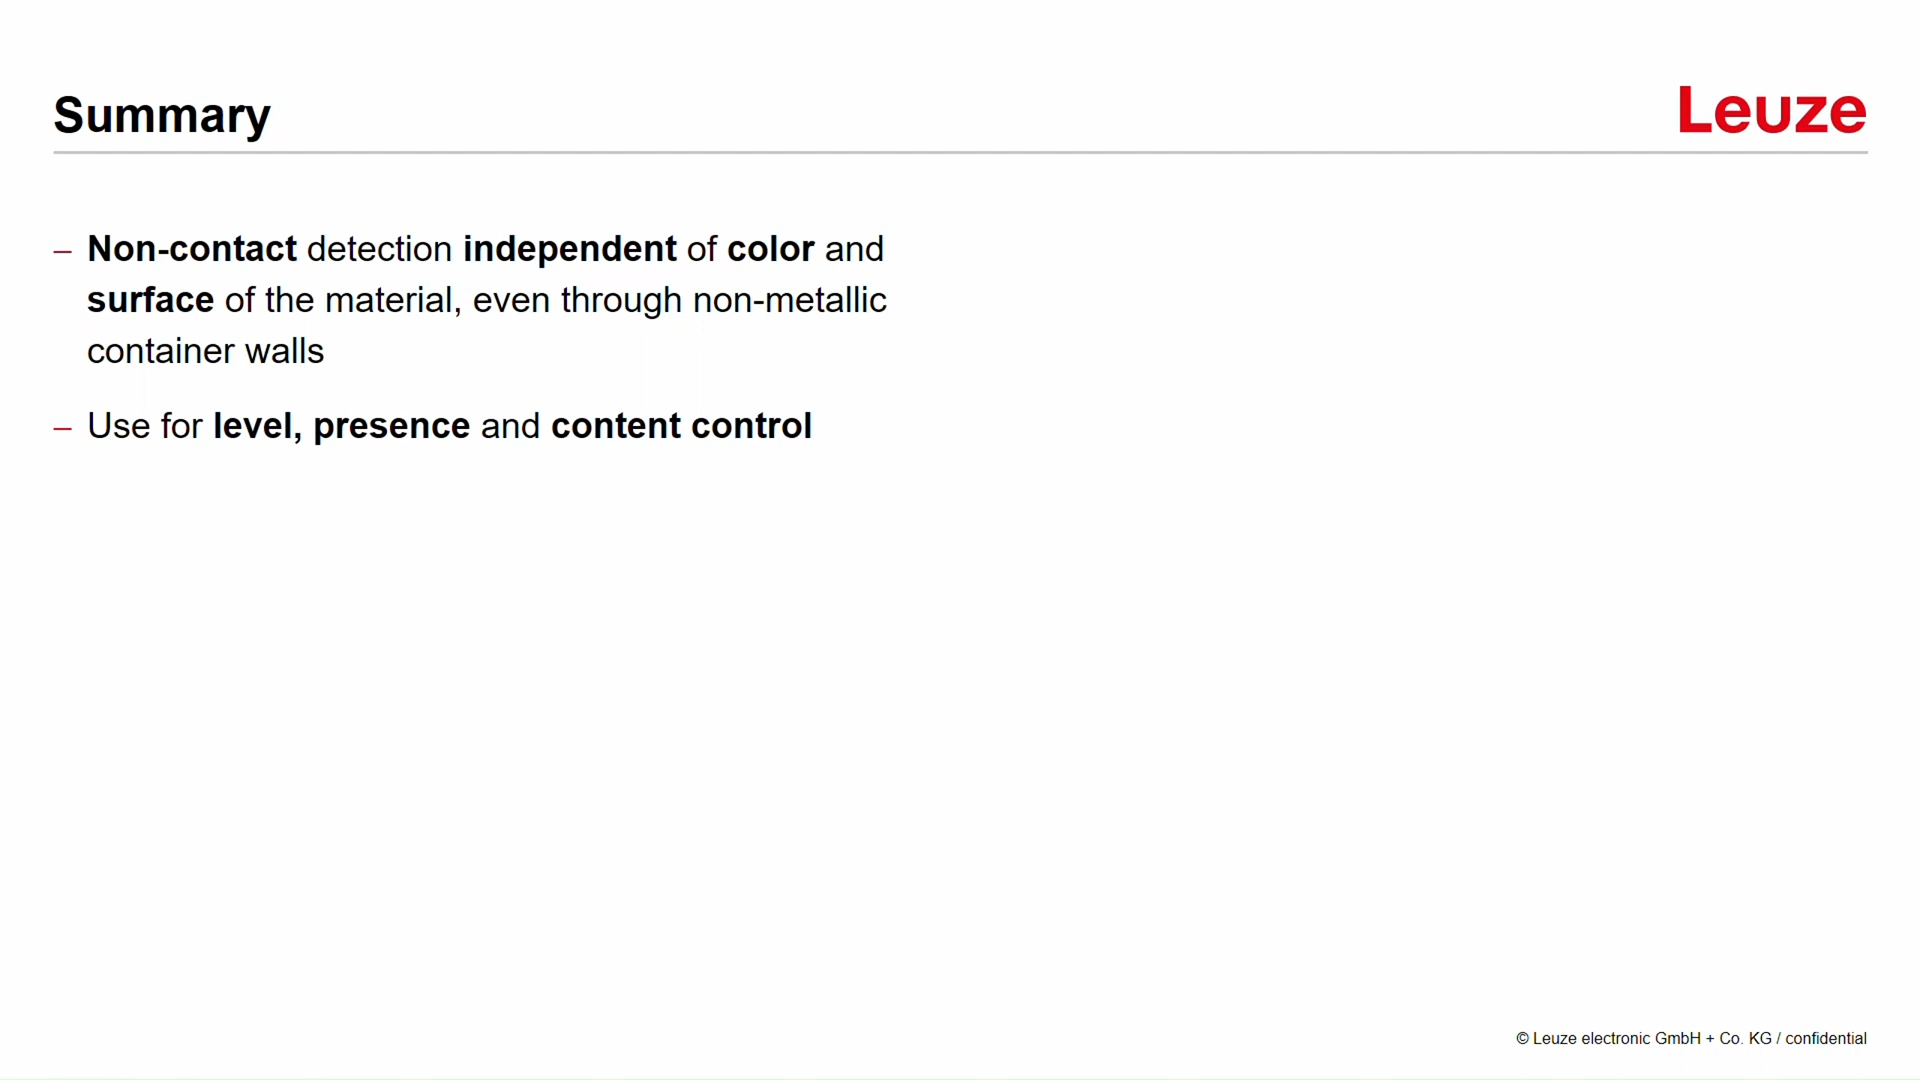 Summary
Leuze
– Non-contact detection independent of color and
surface of the material, even through non-metallic
container walls
– Use for level, presence and content control
© Leuze electronic GmbH + Co. KG / confidential